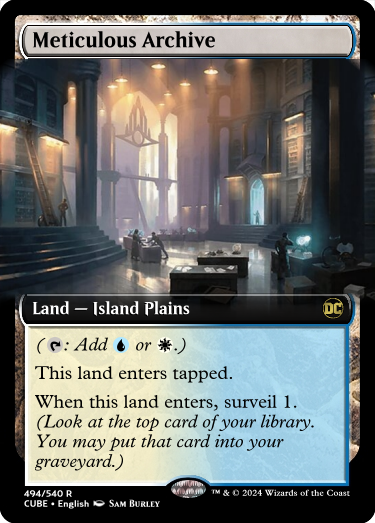 Meticulous Archive
Land — Island Plains
DC
(: Add or .)
This land enters tapped.
When this land enters, surveil 1.
(Look at the top card of your library.
You may put that card into your
graveyard.)
494/540 R
CUBE • English SAM BURLEY
™ & © 2024 Wizards of the Coast